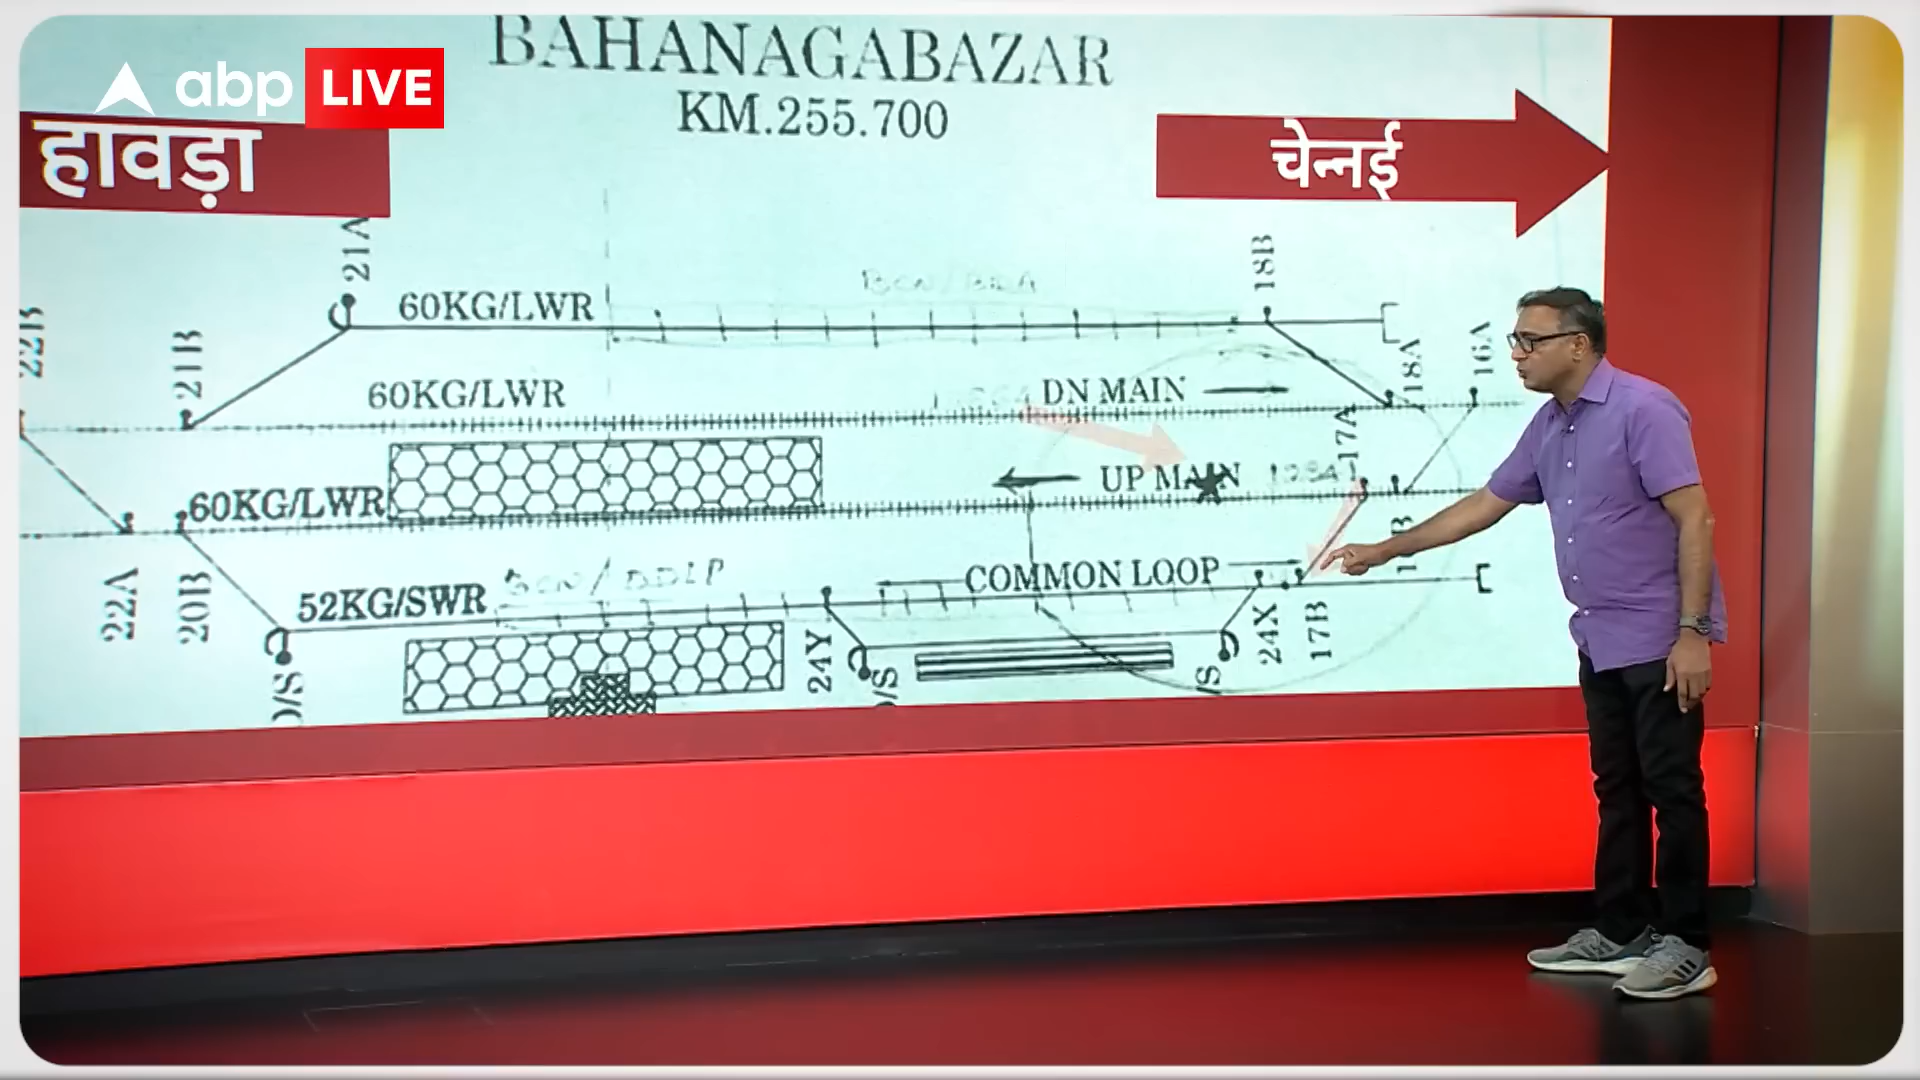 BAHANAGABAZAR
abp LIVE
KM.255.700
हावड़ा
चेन्नई
21A
18B
60KG/LWR
22B
21B
18A
16A
60KG/LWR
DN MAIN
17A
UP MAIN
60KG/LWR
COMMON LOOP
22A
20B
52KG/SWR
24Y
24X
17B